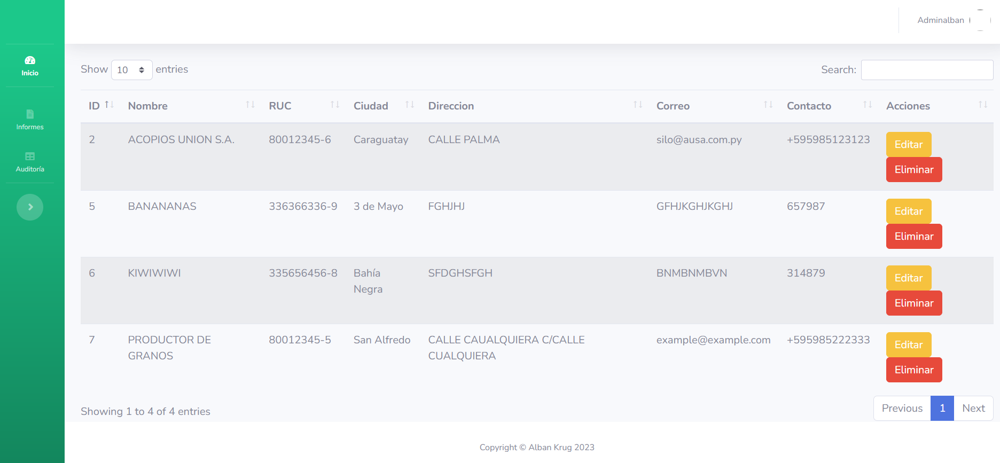 Adminalban
Inicio
Informes
Auditoría
Show 10 entries
Search:
ID Nombre RUC Ciudad Direccion Correo Contacto Acciones
2 ACOPIOS UNION S.A. 80012345-6 Caraguatay CALLE PALMA silo@ausa.com.py +595985123123 Editar
Eliminar
5 BANANANAS 336366336-9 3 de Mayo FGHJHJ GFHJKGHJKGHJ 657987 Editar
Eliminar
6 KIWIWIWI 335656456-8 Bahía SFDGHSFGH BNMBNMBVN 314879 Editar
Negra
Eliminar
7 PRODUCTOR DE 80012345-5 San Alfredo CALLE CAUALQUIERA C/CALLE example@example.com +595985222333 Editar
GRANOS CUALQUIERA
Eliminar
Showing 1 to 4 of 4 entries
Previous 1 Next
Copyright © Alban Krug 2023